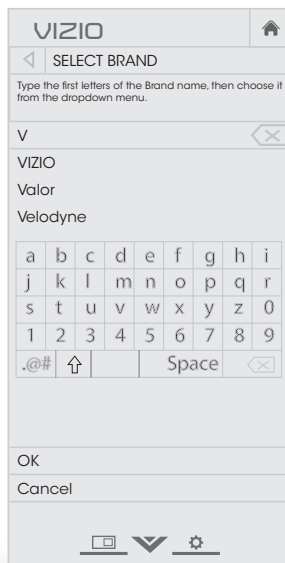 VIZIO
SELECT BRAND
Type the first letters of the Brand name, then choose it
from the dropdown menu.
V
VIZIO
Valor
Velodyne
a b c d e f g h i
j k l m n o p q r
s t u v w x y z 0
1 2 3 4 5 6 7 8 9
.@# Space
OK
Cancel